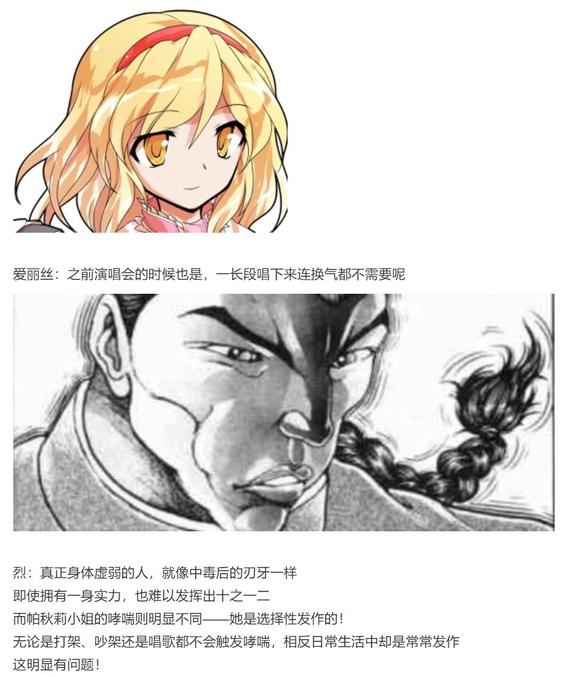 爱丽丝：之前演唱会的时候也是，一长段唱下来连换气都不需要呢
烈：真正身体虚弱的人，就像中毒后的刃牙一样
即使拥有一身实力，也难以发挥出十之一二
而帕秋莉小姐的哮喘则明显不同——她是选择性发作的！
无论是打架、吵架还是唱歌都不会触发哮喘，相反日常生活中却是常常发作
这明显有问题！